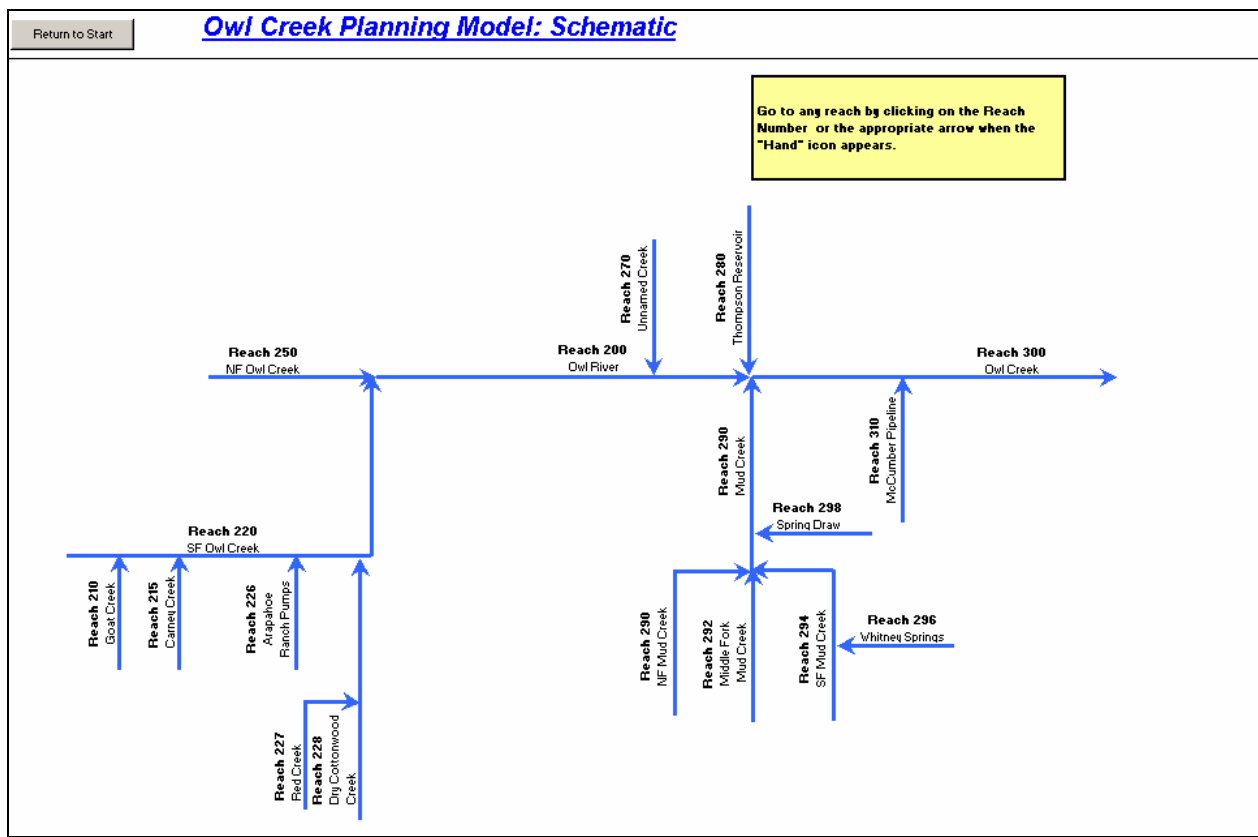 Return to Start
Owl Creek Planning Model: Schematic
Go to any reach by clicking on the Reach
Number or the appropriate arrow when the
"Hand" icon appears.
Reach 270
Unnamed Creek
Reach 280
Thompson Reservoir
Reach 250
NF Owl Creek
Reach 200
Owl River
Reach 300
Owl Creek
Reach 290
Mud Creek
Reach 310
McCumber Pipeline
Reach 298
Spring Draw
Reach 220
SF Owl Creek
Reach 210
Goat Creek
Reach 215
Carney Creek
Reach 226
Arapahoe
Ranch Pumps
Reach 290
NF Mud Creek
Reach 292
Middle Fork
Mud Creek
Reach 294
SF Mud Creek
Reach 296
Whitney Springs
Reach 227
Red Creek
Reach 228
Dry Cottonwood
Creek